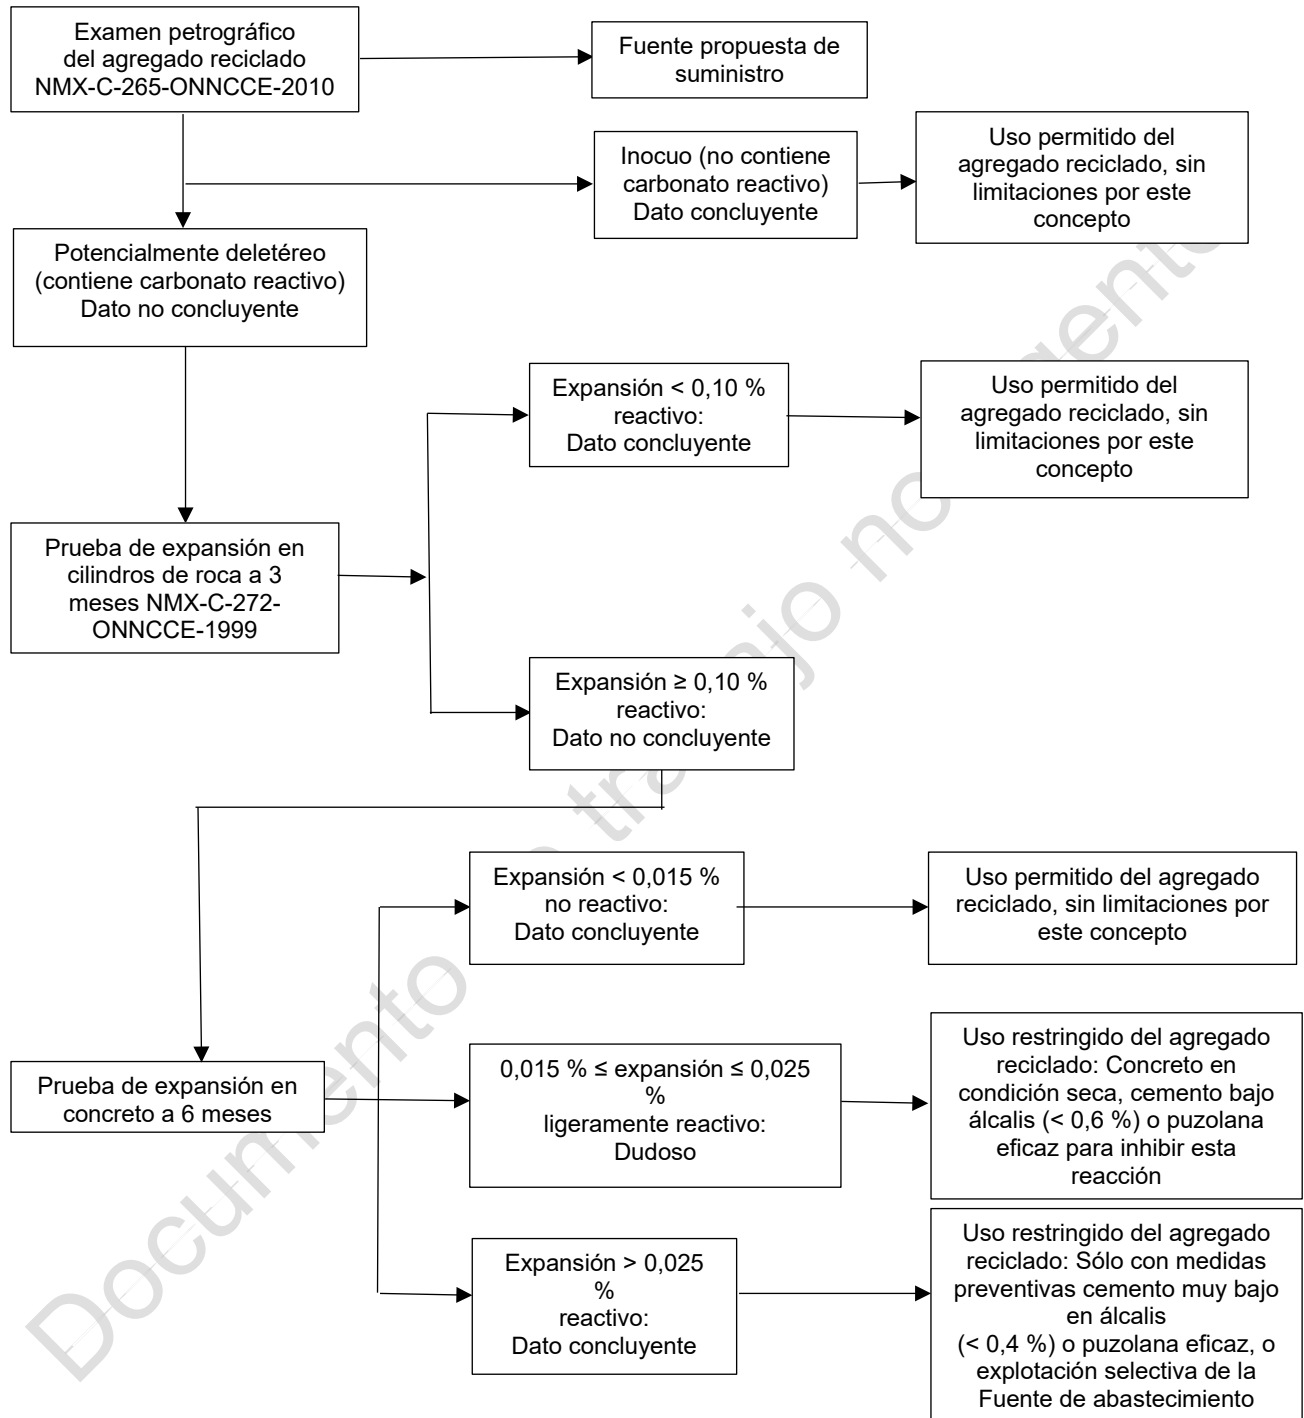 Examen petrográfico
del agregado reciclado
NMX-C-265-ONNCCE-2010
Fuente propuesta de
suministro
Inocuo (no contiene
carbonato reactivo)
Dato concluyente
Uso permitido del
agregado reciclado, sin
limitaciones por este
concepto
Potencialmente deletéreo
(contiene carbonato reactivo)
Dato no concluyente
Expansión < 0,10 %
reactivo:
Dato concluyente
Uso permitido del
agregado reciclado, sin
limitaciones por este
concepto
Prueba de expansión en
cilindros de roca a 3
meses NMX-C-272-
ONNCCE-1999
Expansión ≥ 0,10 %
reactivo:
Dato no concluyente
Expansión < 0,015 %
no reactivo:
Dato concluyente
Uso permitido del agregado
reciclado, sin limitaciones por
este concepto
Prueba de expansión en
concreto a 6 meses
0,015 % ≤ expansión ≤ 0,025
%
ligeramente reactivo:
Dudoso
Uso restringido del agregado
reciclado: Concreto en
condición seca, cemento bajo
álcalis (< 0,6 %) o puzolana
eficaz para inhibir esta
reacción
Expansión > 0,025
%
reactivo:
Dato concluyente
Uso restringido del agregado
reciclado: Sólo con medidas
preventivas cemento muy bajo
en álcalis
(< 0,4 %) o puzolana eficaz, o
explotación selectiva de la
Fuente de abastecimiento